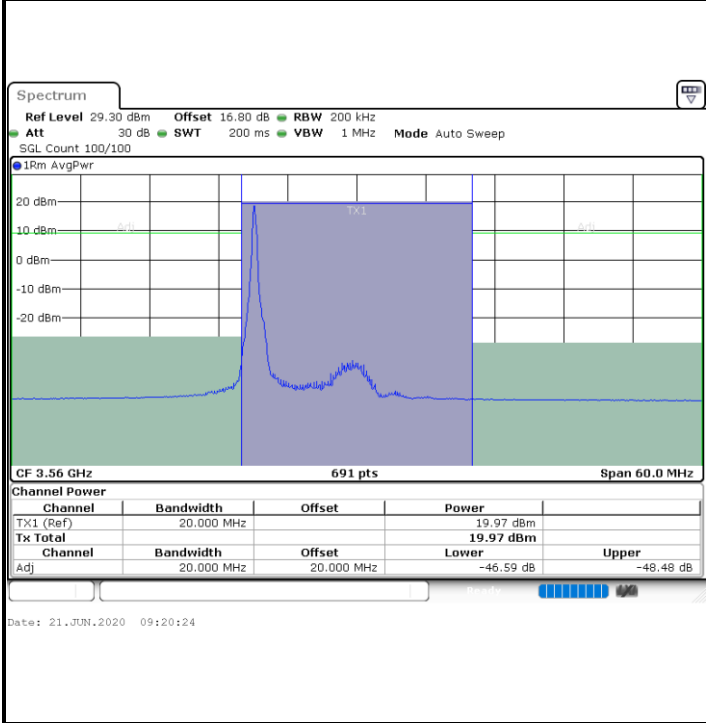 Spectrum
Ref Level 29.30 dBm Offset 16.80 dB RBW 200 kHz
Att 30 dB SWT 200 ms VBW 1 MHz Mode Auto Sweep
SGL Count 100/100
1Rm AvgPwr
20 dBm
TX1
Adj 10 dBm Adj
0 dBm
-10 dBm
-20 dBm
CF 3.56 GHz 691 pts Span 60.0 MHz
Channel Power
Channel Bandwidth Offset Power
TX1 (Ref) 20.000 MHz 19.97 dBm
Tx Total 19.97 dBm
Channel Bandwidth Offset Lower Upper
Adj 20.000 MHz 20.000 MHz -46.59 dB -48.48 dB
Ready
Date: 21.JUN.2020 09:20:24